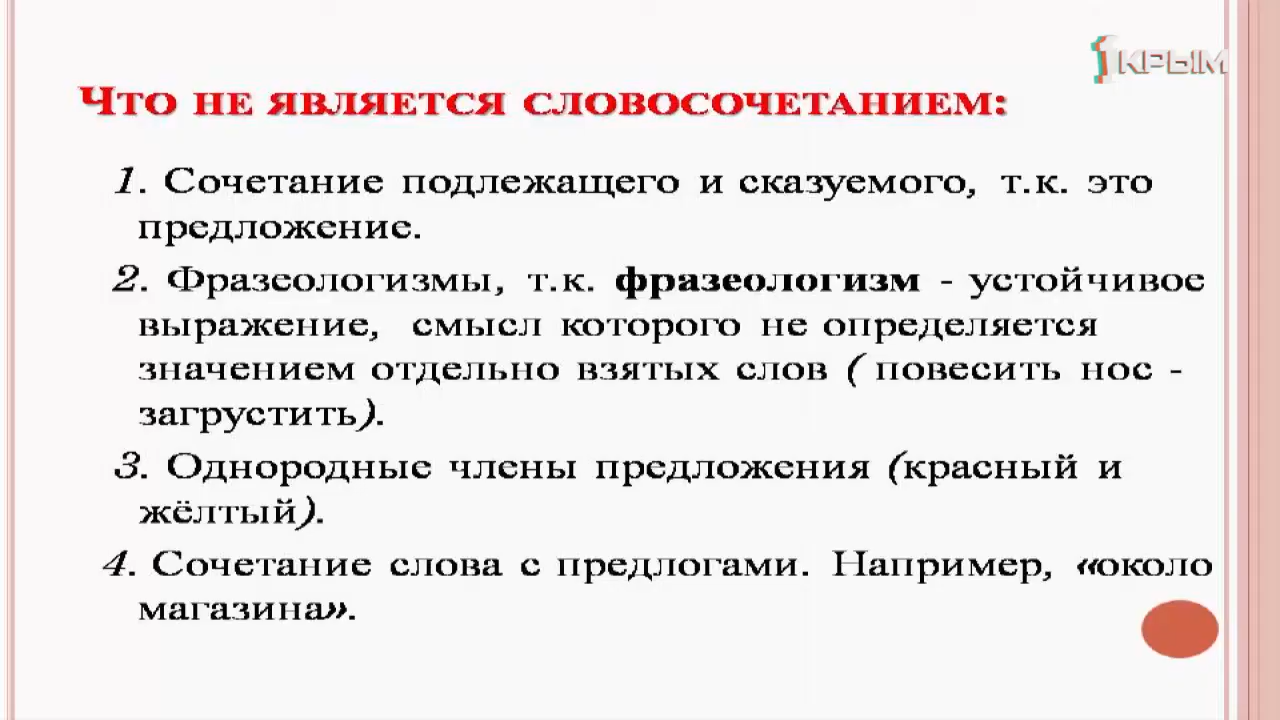 1КРЫМ
Что не является словосочетанием:
1. Сочетание подлежащего и сказуемого, т.к. это
предложение.
2. Фразеологизмы, т.к. фразеологизм - устойчивое
выражение, смысл которого не определяется
значением отдельно взятых слов ( повесить нос -
загрустить).
3. Однородные члены предложения (красный и
жёлтый).
4. Сочетание слова с предлогами. Например, «около
магазина».